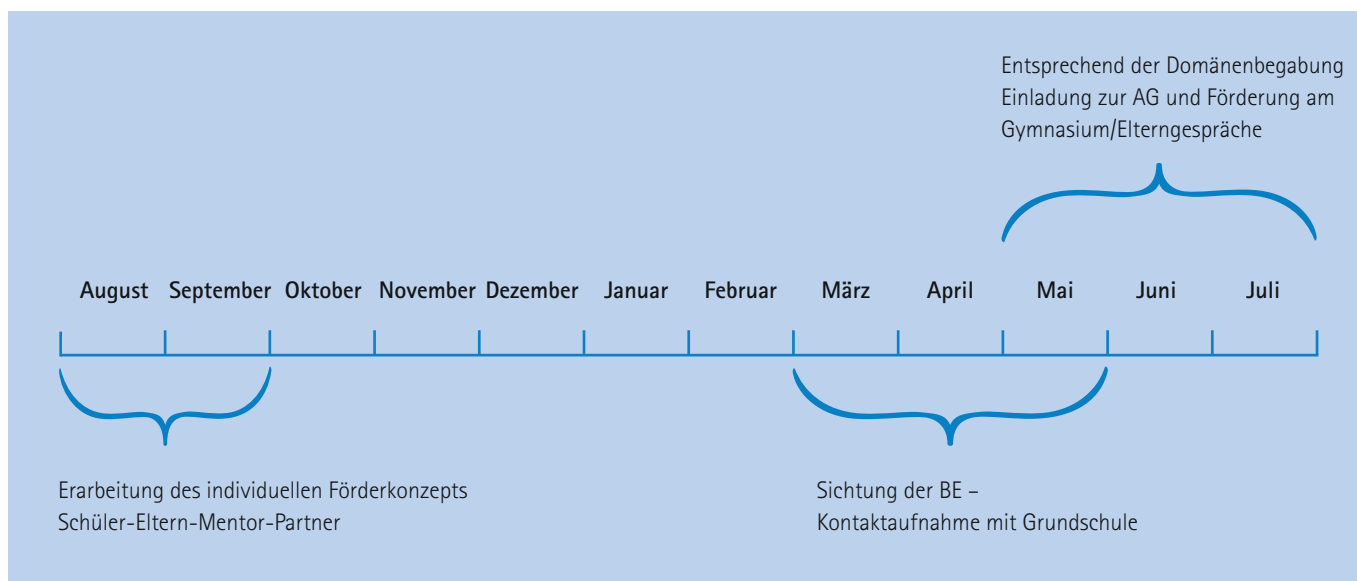 Entsprechend der Domänenbegabung
Einladung zur AG und Förderung am
Gymnasium/Elterngespräche
August September Oktober November Dezember Januar Februar März April Mai Juni Juli
Erarbeitung des individuellen Förderkonzepts
Schüler-Eltern-Mentor-Partner
Sichtung der BE –
Kontaktaufnahme mit Grundschule